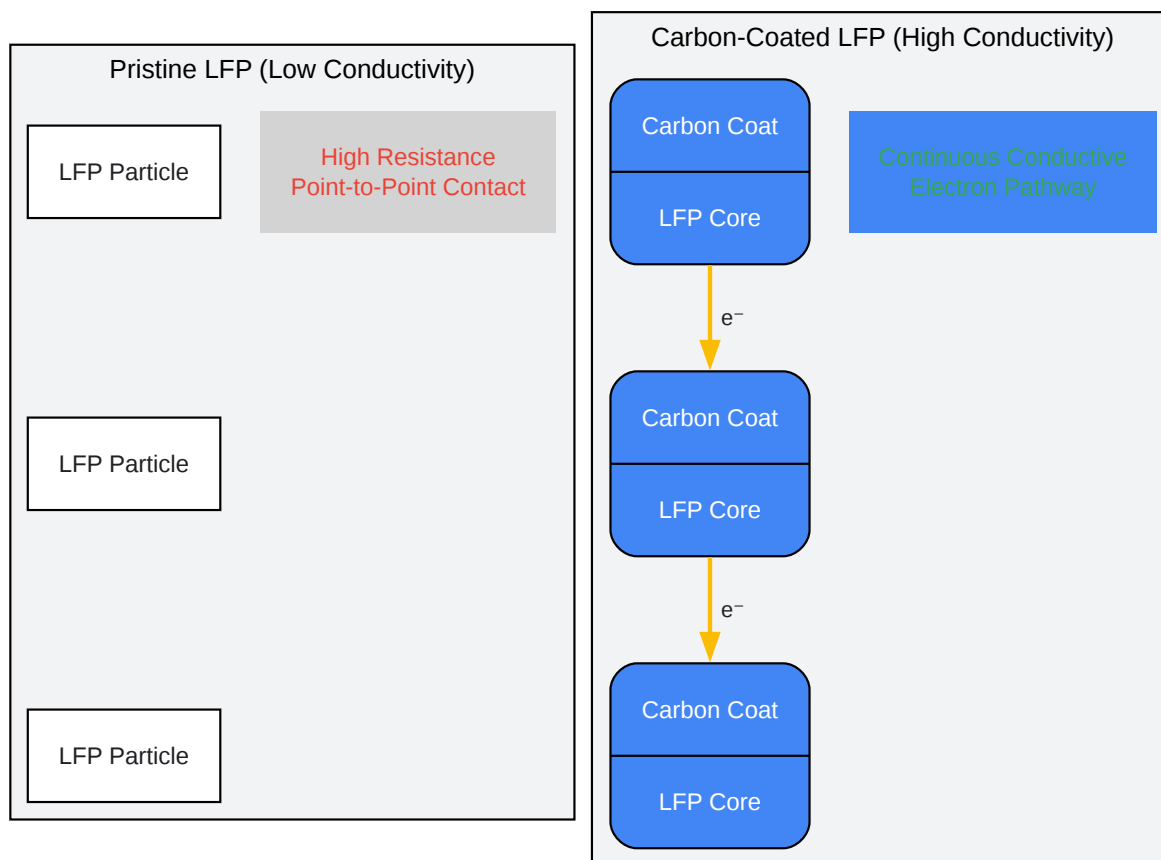 Pristine LFP (Low Conductivity)
LFP Particle
High Resistance
Point-to-Point Contact
LFP Particle
LFP Particle
Carbon-Coated LFP (High Conductivity)
Carbon Coat
LFP Core
Continuous Conductive
Electron Pathway
e⁻
Carbon Coat
LFP Core
e⁻
Carbon Coat
LFP Core